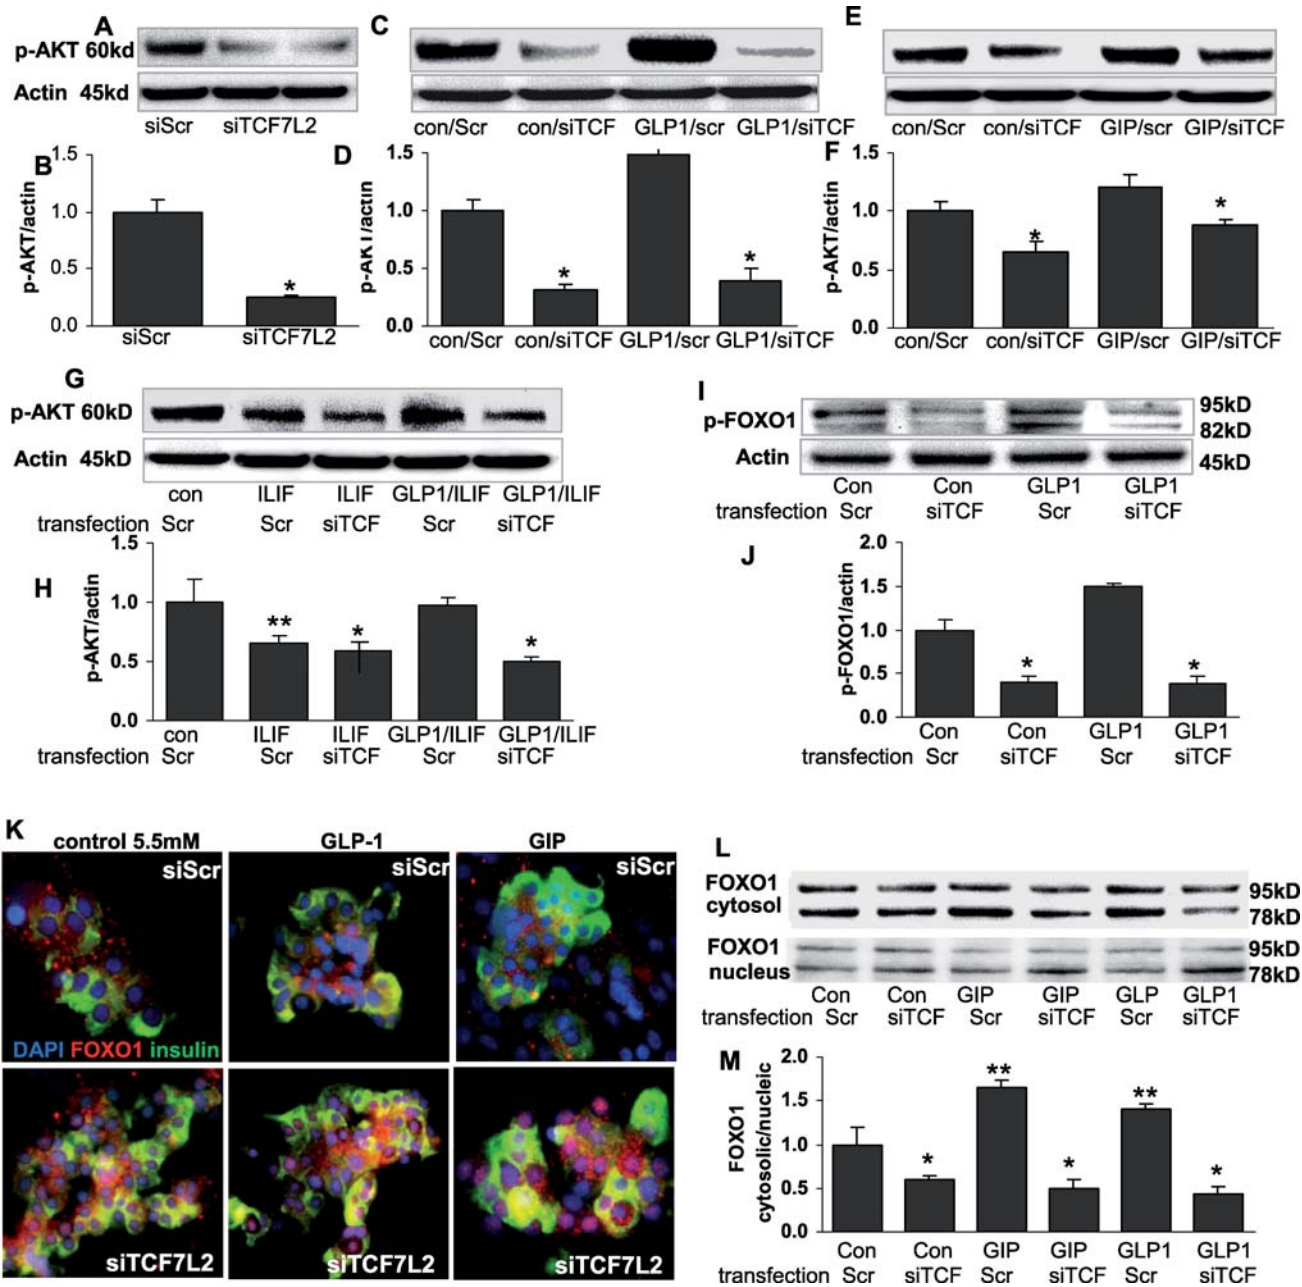 A
p-AKT 60kd
Actin 45kd
siScr siTCF7L2
B
1.5
1.0
0.5
0.0
p-AKT/actin
*
siScr siTCF7L2
C
con/Scr con/siTCF GLP1/scr GLP1/siTCF
D
1.5
1.0
0.5
0.0
p-AKT/actin
* *
con/Scr con/siTCF GLP1/scr GLP1/siTCF
E
con/Scr con/siTCF GIP/scr GIP/siTCF
F
1.5
1.0
0.5
0.0
p-AKT/actin
* *
con/Scr con/siTCF GIP/scr GIP/siTCF
G
p-AKT 60kD
Actin 45kD
con ILIF ILIF GLP1/ILIF GLP1/ILIF
transfection Scr Scr siTCF Scr siTCF
H
1.5
1.0
0.5
0.0
p-AKT/actin
** * *
con ILIF ILIF GLP1/ILIF GLP1/ILIF
transfection Scr Scr siTCF Scr siTCF
I
p-FOXO1
95kD
82kD
Actin
45kD
Con Con GLP1 GLP1
transfection Scr siTCF Scr siTCF
J
2.0
1.5
1.0
0.5
0.0
p-FOXO1/actin
* *
Con Con GLP1 GLP1
transfection Scr siTCF Scr siTCF
K
control 5.5mM GLP-1 GIP
siScr siScr siScr
DAPI FOXO1 insulin
siTCF7L2 siTCF7L2 siTCF7L2
L
FOXO1
cytosol
95kD
78kD
FOXO1
nucleus
95kD
78kD
Con Con GIP GIP GLP GLP1
transfection Scr siTCF Scr siTCF Scr siTCF
M
2.0
1.5
1.0
0.5
0.0
FOXO1
cytosolic/nucleic
* ** * ** *
Con Con GIP GIP GLP1 GLP1
transfection Scr siTCF Scr siTCF Scr siTCF